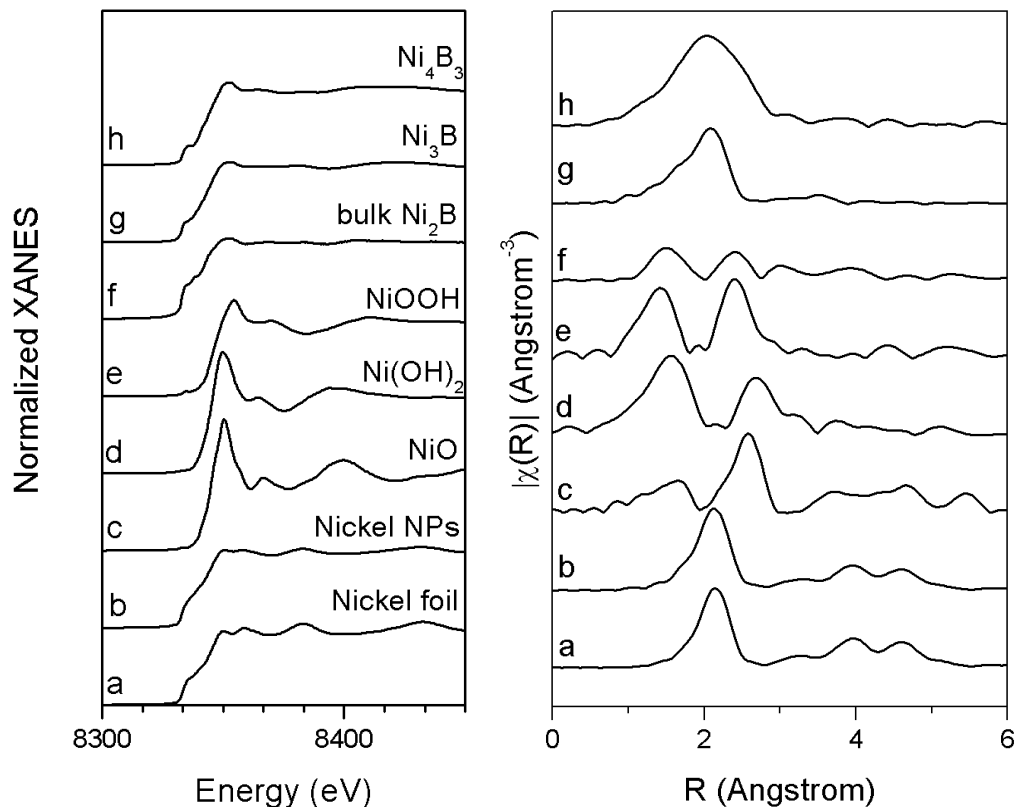 Normalized XANES
Ni₄B₃
h
Ni₃B
g
bulk Ni₂B
f
NiOOH
e
Ni(OH)₂
d
NiO
c
Nickel NPs
b
Nickel foil
a
8300
8400
Energy (eV)
|χ(R)| (Angstrom⁻³)
h
g
f
e
d
c
b
a
0
2
4
6
R (Angstrom)